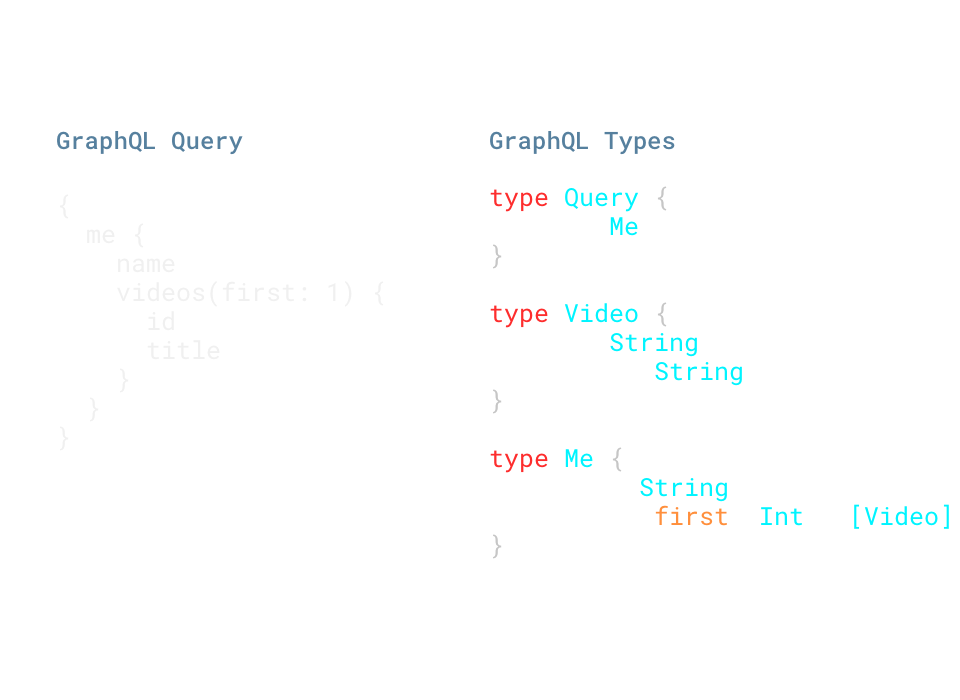 GraphQL Query
{
  me {
    name
    videos(first: 1) {
      id
      title
    }
  }
}
GraphQL Types
type Query {
        Me
}
type Video {
        String
           String
}
type Me {
          String
           first  Int   [Video]
}